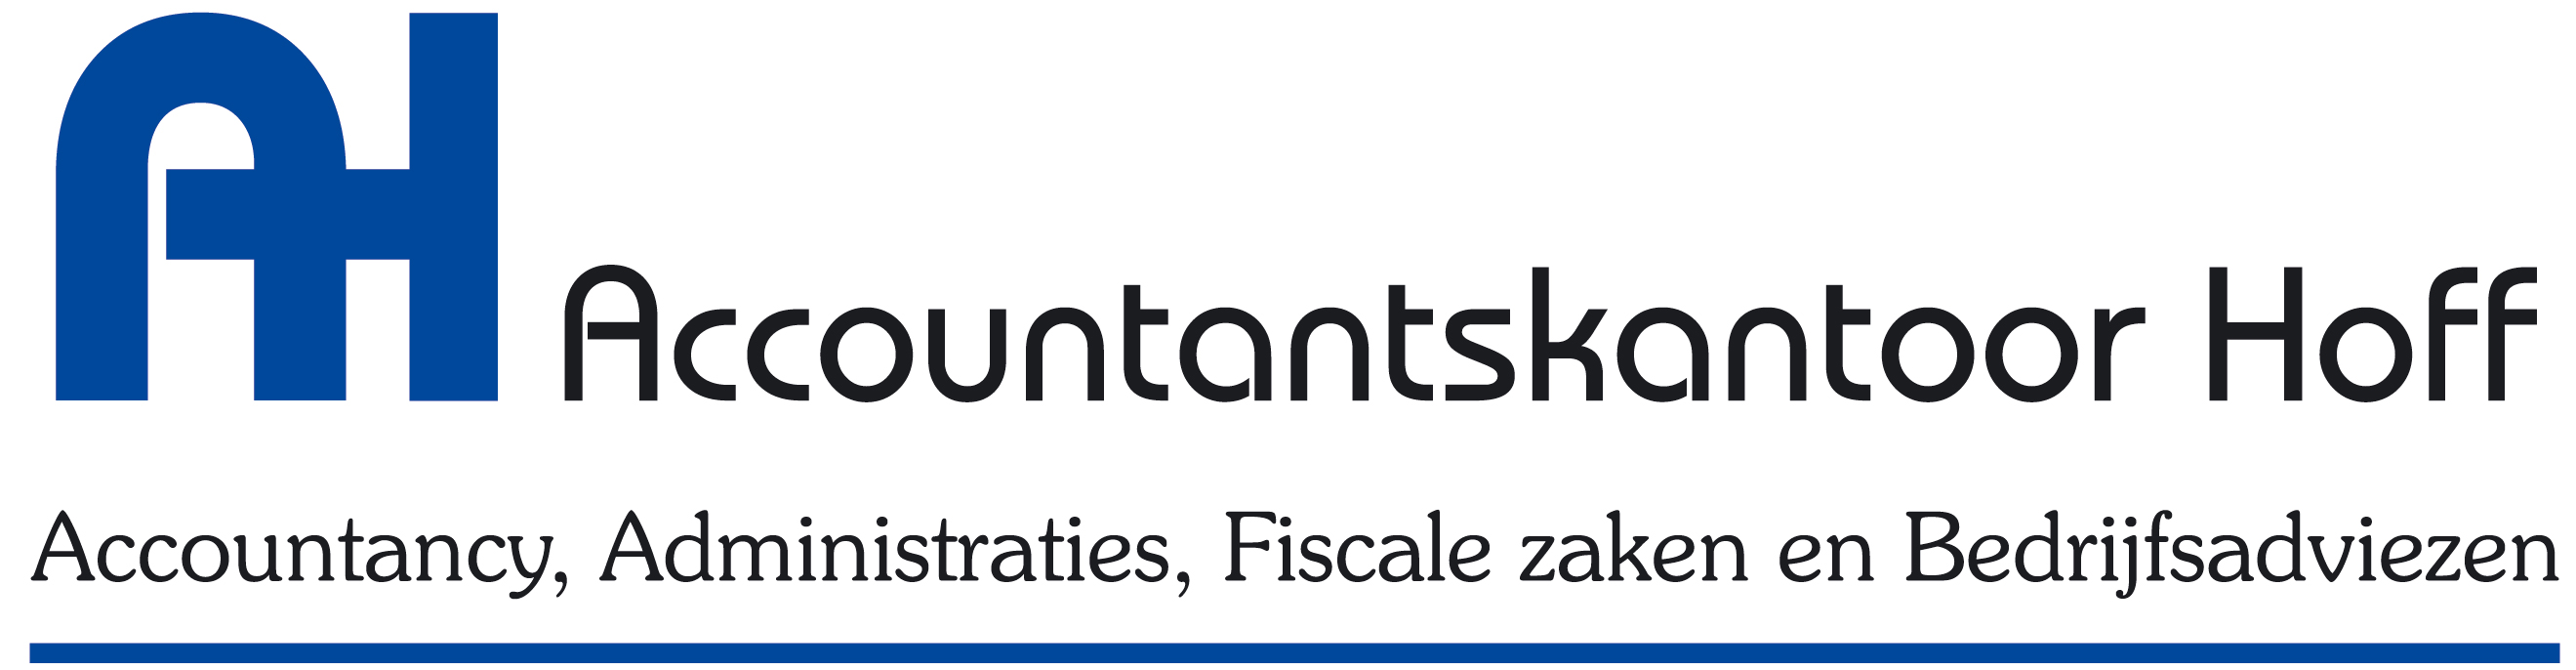 AH Accountantskantoor Hoff
Accountancy, Administraties, Fiscale zaken en Bedrijfsadviezen